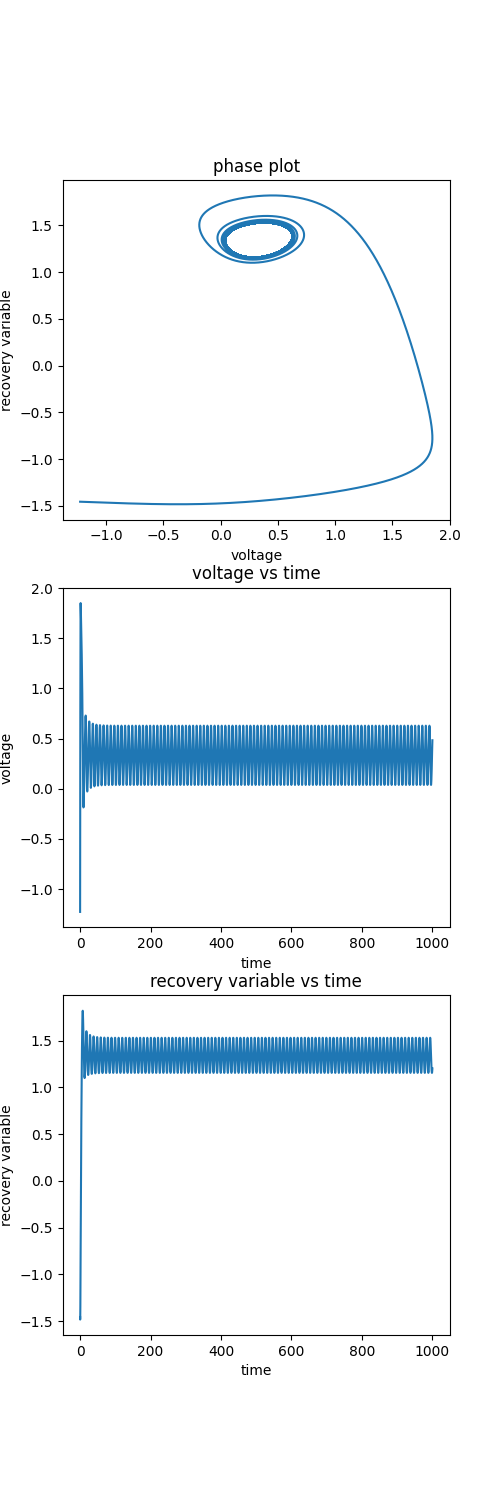 phase plot
recovery variable
1.5
1.0
0.5
0.0
−0.5
−1.0
−1.5
−1.0 −0.5 0.0 0.5 1.0 1.5 2.0
voltage
voltage vs time
voltage
2.0
1.5
1.0
0.5
0.0
−0.5
−1.0
0 200 400 600 800 1000
time
recovery variable vs time
recovery variable
1.5
1.0
0.5
0.0
−0.5
−1.0
−1.5
0 200 400 600 800 1000
time